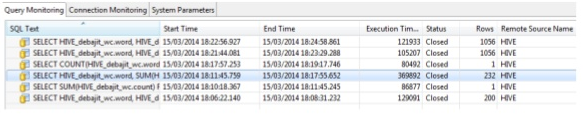 Query Monitoring Connection Monitoring System Parameters
SQL Text Start Time End Time Execution Tim... Status Rows Remote Source Name
SELECT HIVE_debajit_wc.word, HIVE_d 15/03/2014 18:22:56.927 15/03/2014 18:24:58.861 121933 Closed 1056 HIVE
SELECT HIVE_debajit_wc.word, HIVE_d 15/03/2014 18:21:44.081 15/03/2014 18:23:29.288 105207 Closed 1056 HIVE
SELECT COUNT(HIVE_debajit_wc.word) 15/03/2014 18:17:57.253 15/03/2014 18:19:17.746 80492 Closed 1 HIVE
SELECT HIVE_debajit_wc.word, SUM(H 15/03/2014 18:11:45.759 15/03/2014 18:17:55.652 369892 Closed 232 HIVE
SELECT SUM(HIVE_debajit_wc.count) F 15/03/2014 18:10:18.367 15/03/2014 18:11:45.245 86877 Closed 1 HIVE
SELECT HIVE_debajit_wc.word, HIVE_d 15/03/2014 18:06:22.140 15/03/2014 18:08:31.232 129091 Closed 200 HIVE